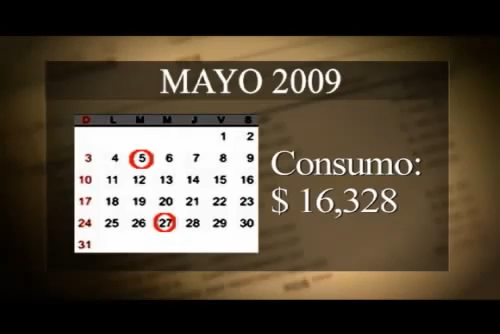 MAYO 2009
D L M M J V S
1 2
3 4 5 6 7 8 9
10 11 12 13 14 15 16
17 18 19 20 21 22 23
24 25 26 27 28 29 30
31
Consumo:
$ 16,328